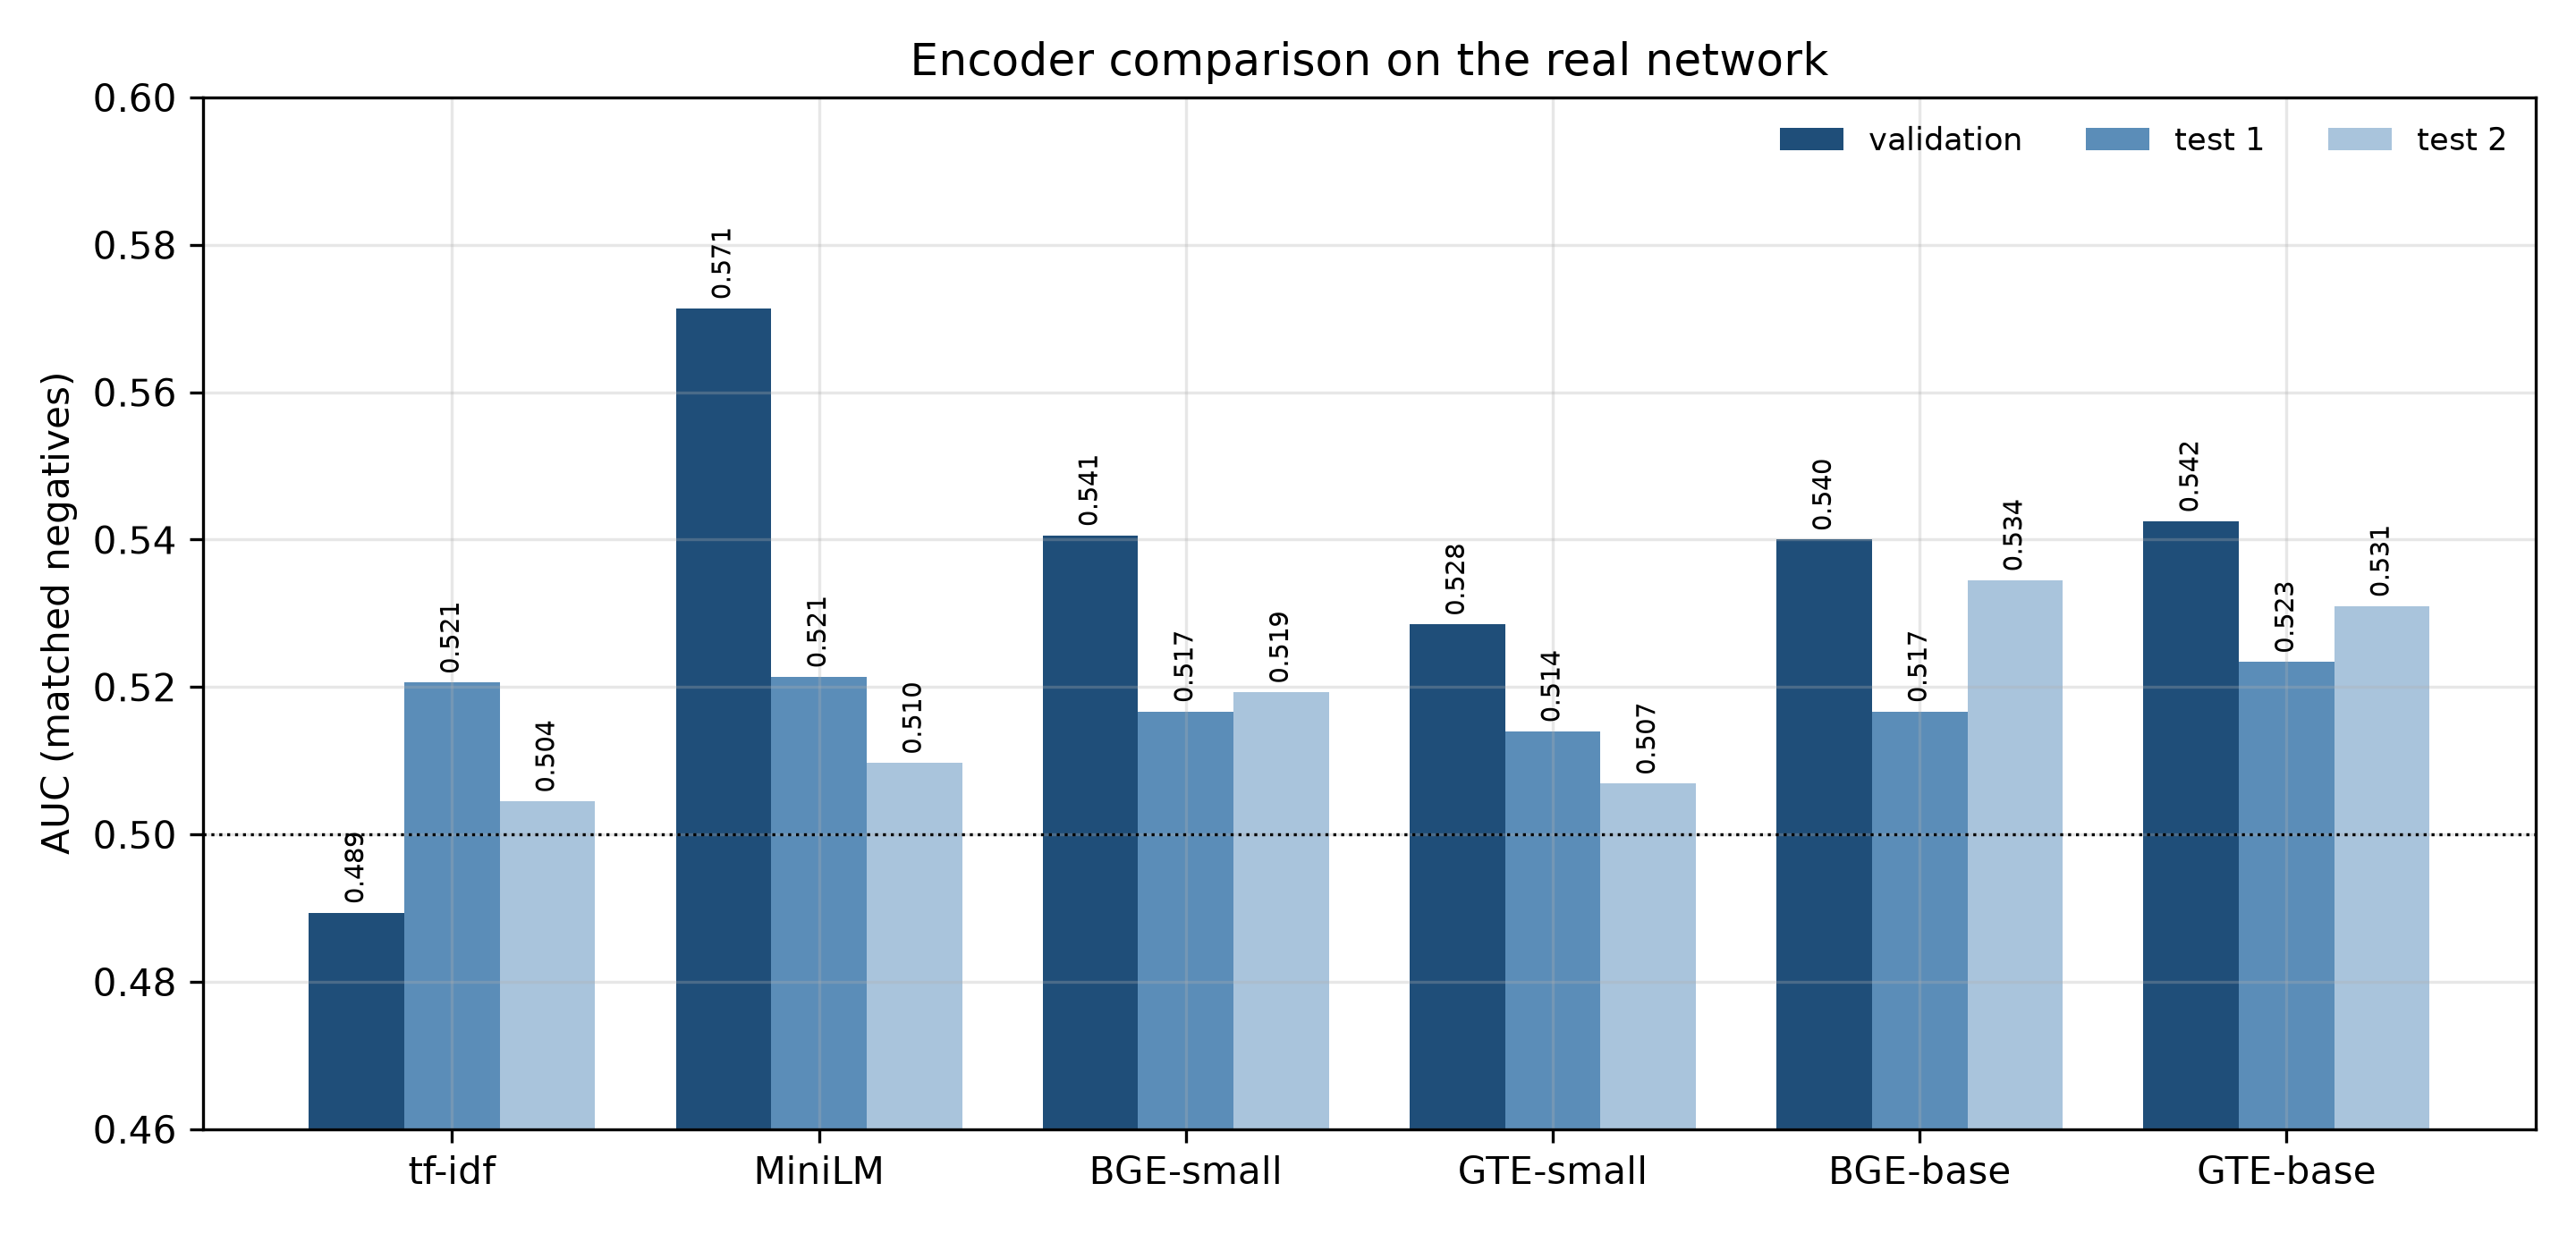 Encoder comparison on the real network
AUC (matched negatives)
0.60
0.58
0.56
0.54
0.52
0.50
0.48
0.46
validation test 1 test 2
0.489 0.521 0.504
0.571 0.521 0.510
0.541 0.517 0.519
0.528 0.514 0.507
0.540 0.517 0.534
0.542 0.523 0.531
tf-idf MiniLM BGE-small GTE-small BGE-base GTE-base